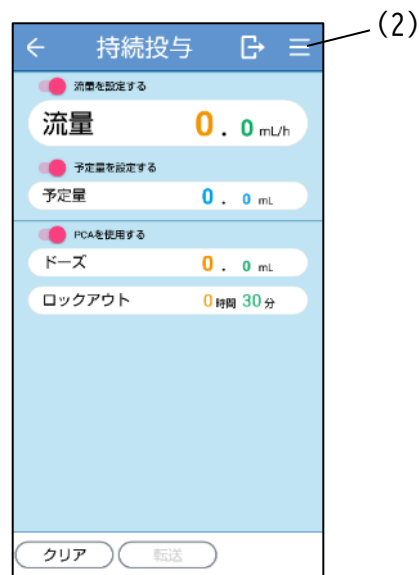 (2)
持続投与
流量を設定する
流量 0.0 mL/h
予定量を設定する
予定量 0.0 mL
PCAを使用する
ドーズ 0.0 mL
ロックアウト 0時間30分
クリア 転送